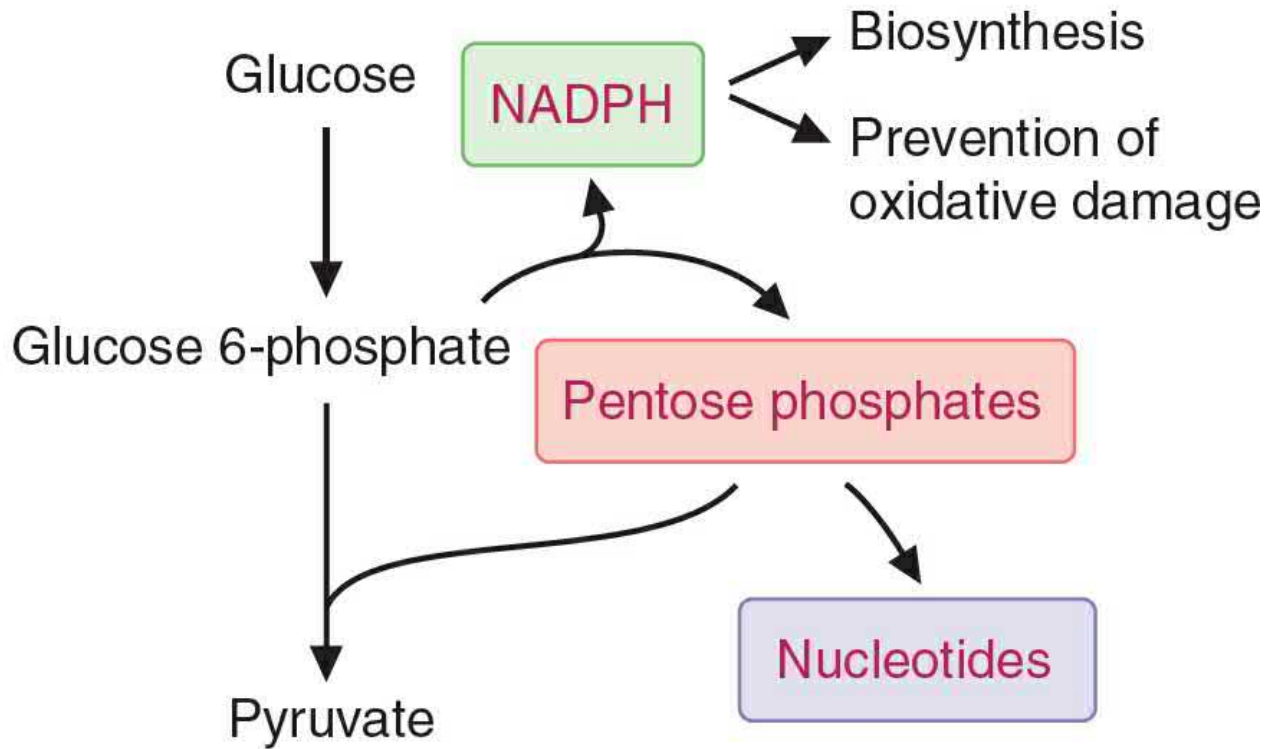 Biosynthesis
Glucose
NADPH
Prevention of
oxidative damage
Glucose 6-phosphate
Pentose phosphates
Nucleotides
Pyruvate